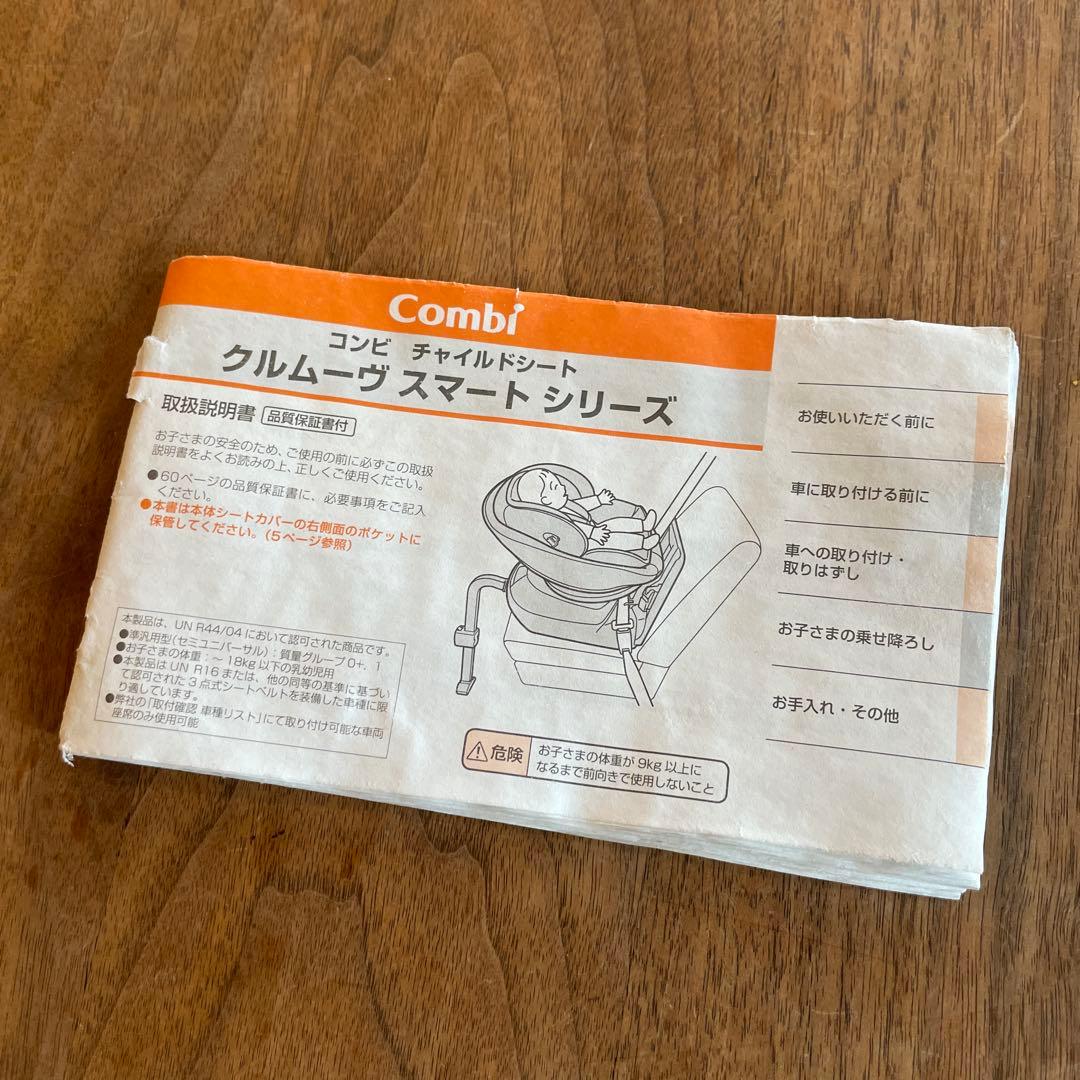 Combi
コンビ チャイルドシート
クルムーヴ スマート シリーズ
取扱説明書 品質保証書付
お子さまの安全のため、ご使用の前に必ずこの取扱
説明書をよくお読みの上、正しくご使用ください。
●60ページの品質保証書に、必要事項をご記入
ください。
●本書は本体シートカバーの右側面のポケットに
保管してください。(5ページ参照)
本製品は、UN R44/04 において認可された商品です。
●準汎用型(セミユニバーサル):質量グループ 0+、1
●お子さまの体重:〜 18kg 以下の乳幼児用
●本製品は UN R16 または、他の同等の基準に基づい
て認可された 3 点式シートベルトを装備した車種に限
り適しています。
●弊社の「取付確認 車種リスト」にて取り付け可能な車両
座席のみ使用可能
危険
お子さまの体重が 9kg 以上に
なるまで前向きで使用しないこと
お使いいただく前に
車に取り付ける前に
車への取り付け・
取りはずし
お子さまの乗せ降ろし
お手入れ・その他